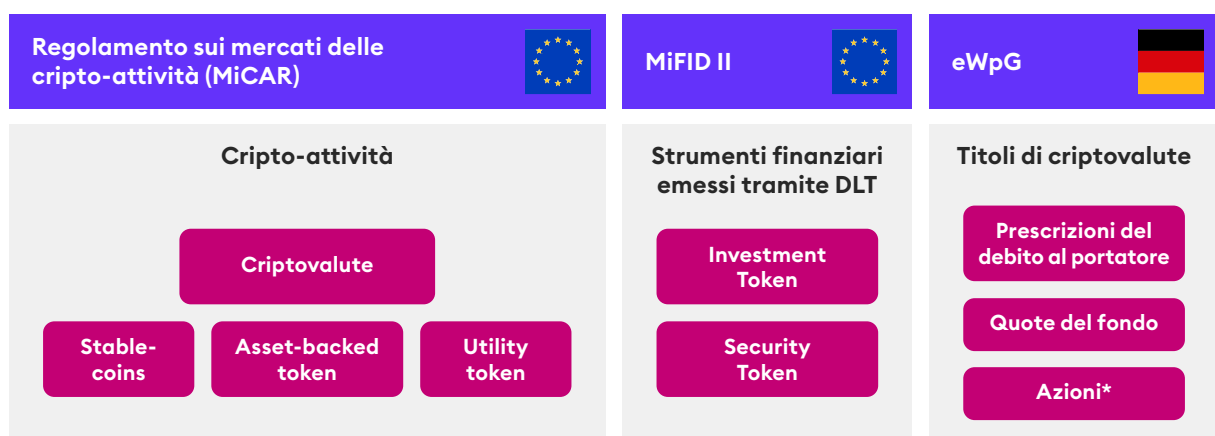 Regolamento sui mercati delle
cripto-attività (MiCAR)
MiFID II
eWpG
Cripto-attività
Criptovalute
Stable-
coins
Asset-backed
token
Utility
token
Strumenti finanziari
emessi tramite DLT
Investment
Token
Security
Token
Titoli di criptovalute
Prescrizioni del
debito al portatore
Quote del fondo
Azioni*